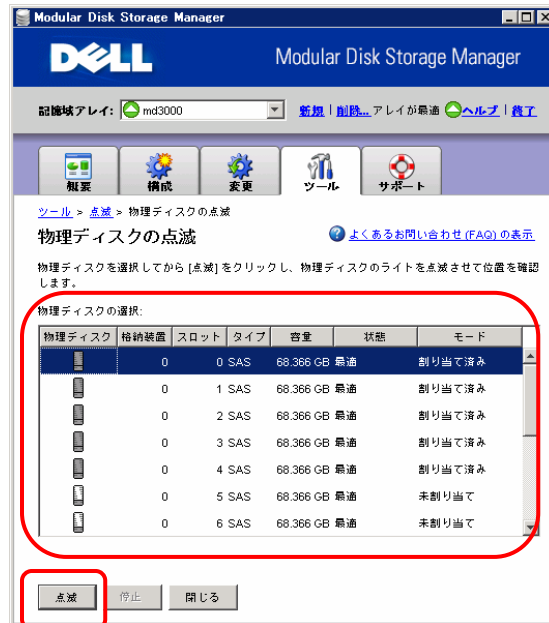 Modular Disk Storage Manager
DELL Modular Disk Storage Manager
記憶域アレイ: md3000 新規 | 削除... アレイが最適 ヘルプ | 終了
概要 構成 変更 ツール サポート
ツール > 点滅 > 物理ディスクの点滅
物理ディスクの点滅 よくあるお問い合わせ (FAQ) の表示
物理ディスクを選択してから [点滅] をクリックし、物理ディスクのライトを点滅させて位置を確認
します。
物理ディスクの選択:
物理ディスク 格納装置 スロット タイプ 容量 状態 モード
0 0 SAS 68.366 GB 最適 割り当て済み
0 1 SAS 68.366 GB 最適 割り当て済み
0 2 SAS 68.366 GB 最適 割り当て済み
0 3 SAS 68.366 GB 最適 割り当て済み
0 4 SAS 68.366 GB 最適 割り当て済み
0 5 SAS 68.366 GB 最適 未割り当て
0 6 SAS 68.366 GB 最適 未割り当て
点滅 停止 閉じる